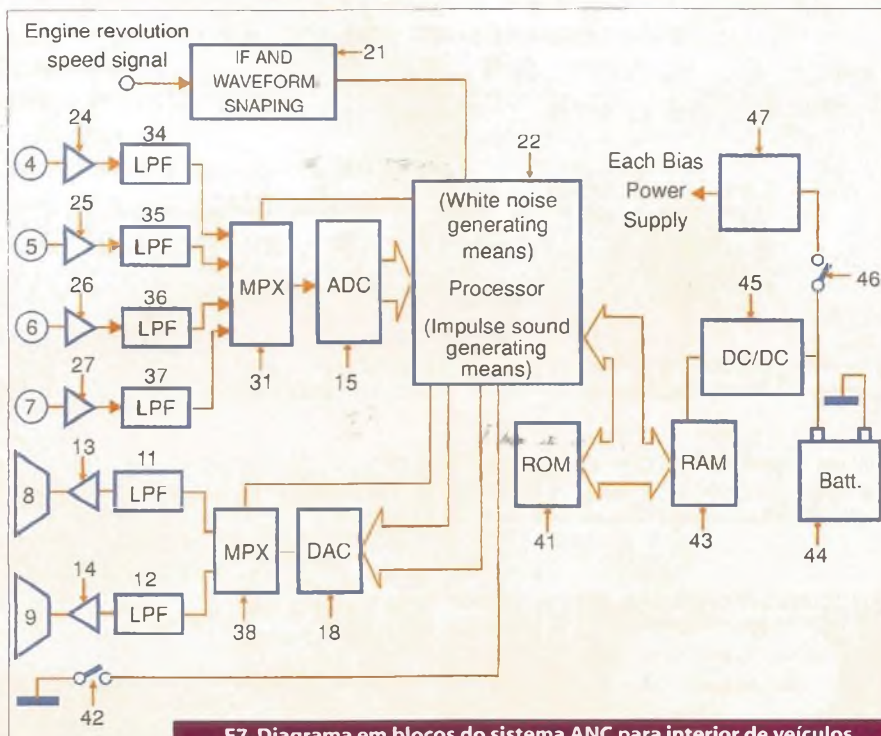 Engine revolution
speed signal
IF AND
WAVEFORM
SNAPING
21
24
4
34
LPF
25
5
35
LPF
26
6
36
LPF
27
7
37
LPF
MPX
31
ADC
15
22
(White noise
generating
means)
Processor
(Impulse sound
generating
means)
47
Each Bias
Power
Supply
46
45
DC/DC
ROM
41
RAM
43
Batt.
44
13
8
11
LPF
14
9
12
LPF
MPX
38
DAC
18
42
F7. Diagrama em blocos do sistema ANC para interior de veículos